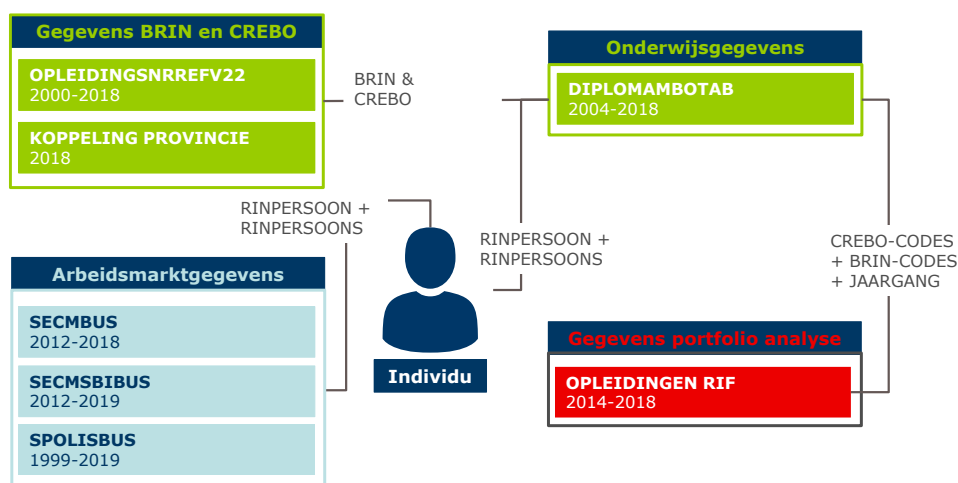 Gegevens BRIN en CREBO
OPLEIDINGSNRREFV22
2000-2018
KOPPELING PROVINCIE
2018
BRIN &
CREBO
Onderwijsgegevens
DIPLOMAMBOTAB
2004-2018
RINPERSOON +
RINPERSOONS
RINPERSOON +
RINPERSOONS
CREBO-CODES
+ BRIN-CODES
+ JAARGANG
Arbeidsmarktgegevens
SECMBUS
2012-2018
SECMSBIBUS
2012-2019
SPOLISBUS
1999-2019
Individu
Gegevens portfolio analyse
OPLEIDINGEN RIF
2014-2018